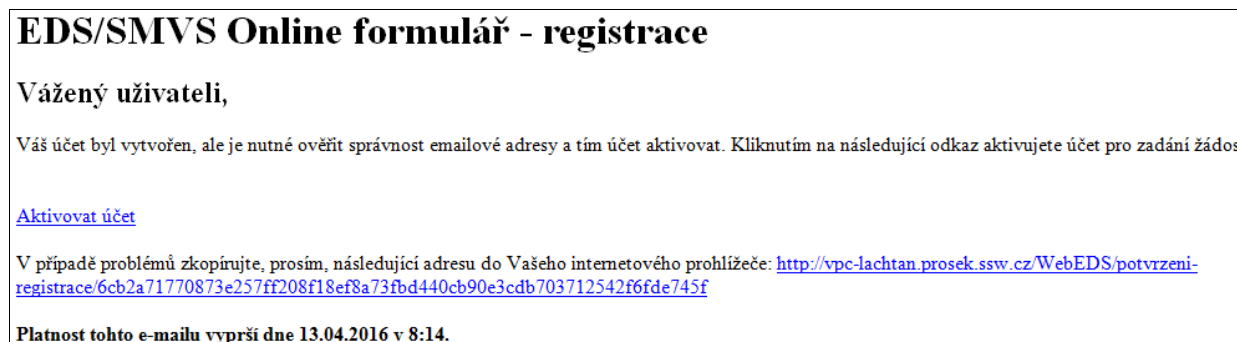 EDS/SMVS Online formulář - registrace
Vážený uživateli,
Váš účet byl vytvořen, ale je nutné ověřit správnost emailové adresy a tím účet aktivovat. Kliknutím na následující odkaz aktivujete účet pro zadání
Aktivovat účet
V případě problémů zkopírujte, prosím, následující adresu do Vašeho internetového prohlížeče: http://vpc-lachtan.prosek.ssw.cz/WebEDS/potvrzeni-
registrace/6cb2a71770873e257ff208f18ef8a73fbd440cb90e3cdb703712542f6fde745f
Platnost tohto e-mailu vyprší dne 13.04.2016 v 8:14.